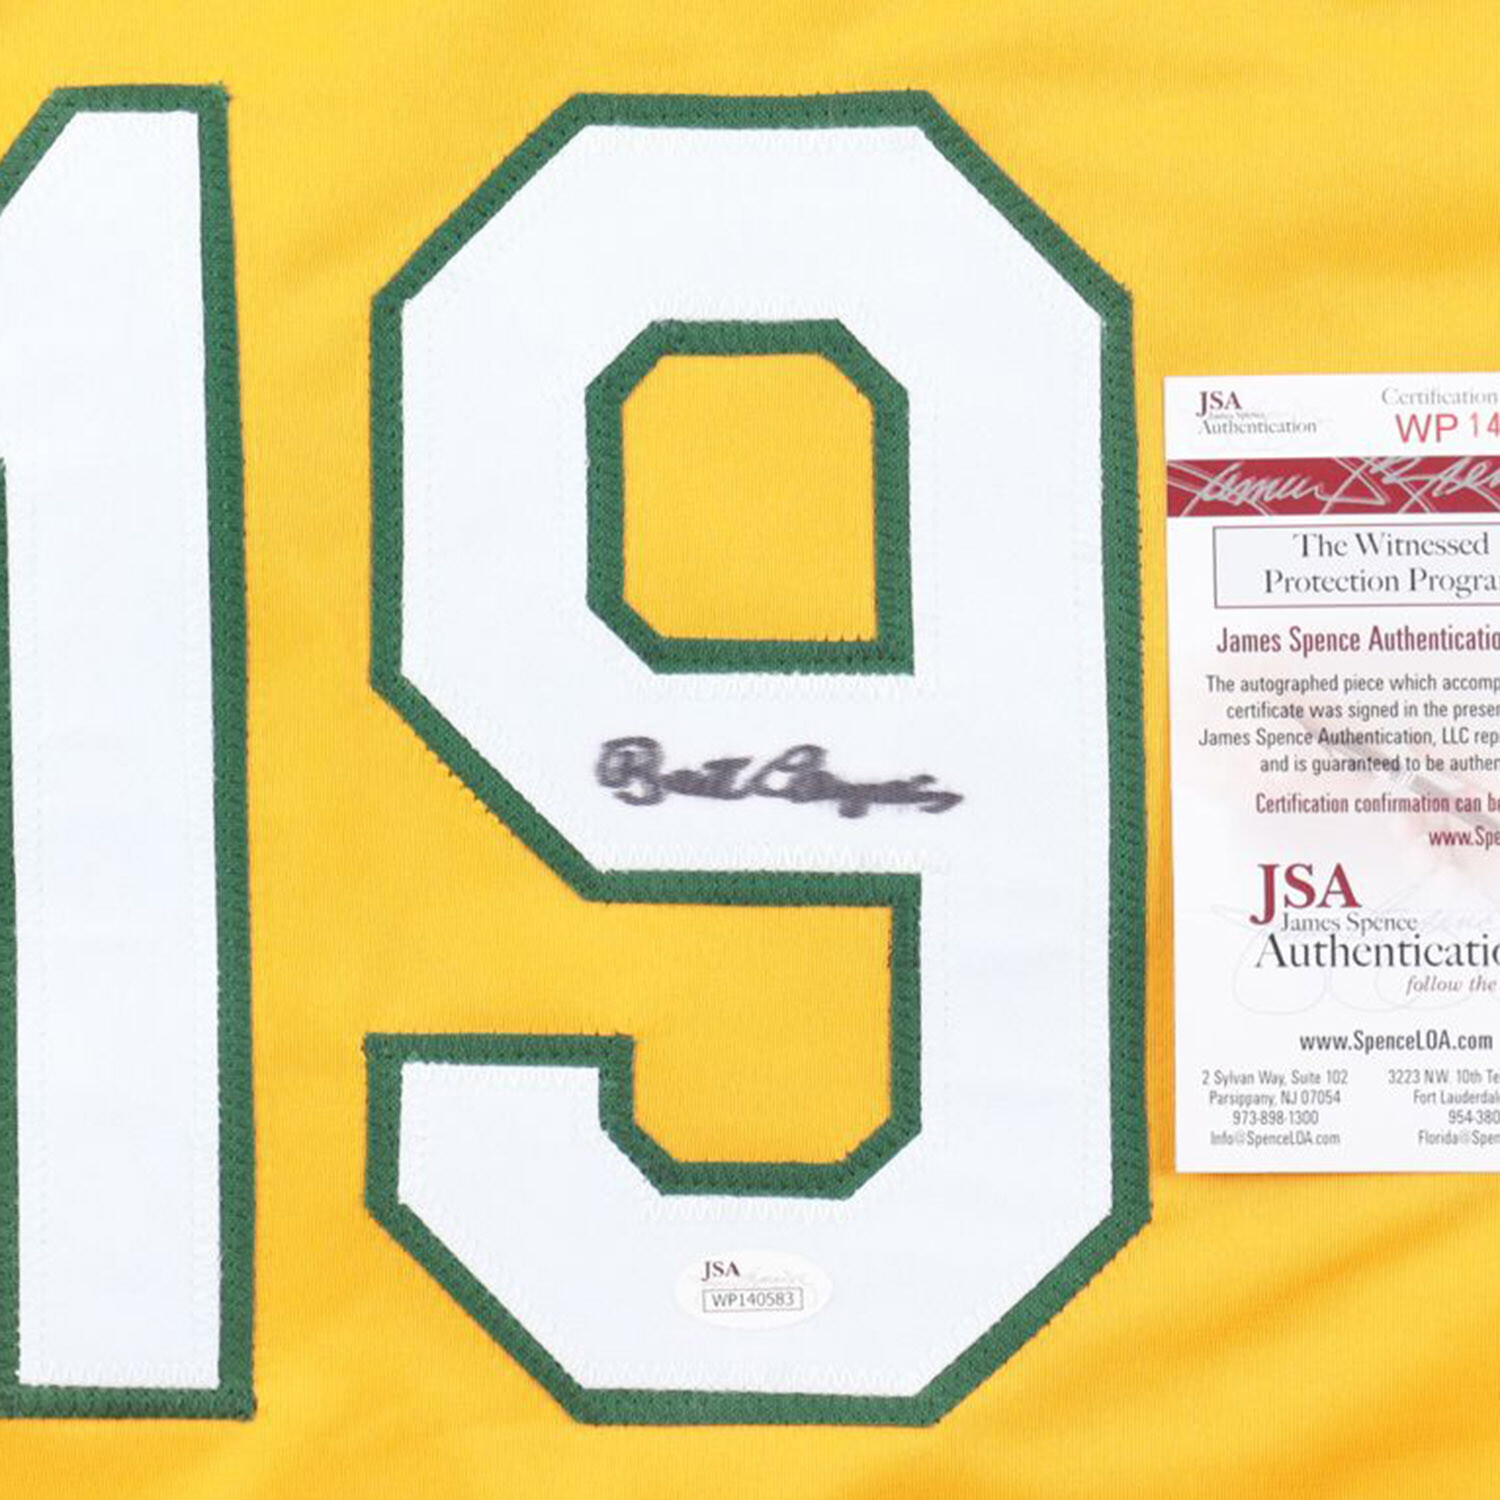 19
Bert Campaneris
JSA
WP140583
JSA
James Spence
Authentication
Certification
WP 14
The Witnessed
Protection Progra
James Spence Authenticatio
The autographed piece which accomp
certificate was signed in the presen
James Spence Authentication, LLC rep
and is guaranteed to be authen
Certification confirmation can be
www.Spe
JSA
James Spence
Authenticatio
follow the
www.SpenceLOA.com
2 Sylvan Way, Suite 102
Parsippany, NJ 07054
973-898-1300
Info@SpenceLOA.com
3223 N.W. 10th Te
Fort Lauderdal
954-380
Florida@Spen